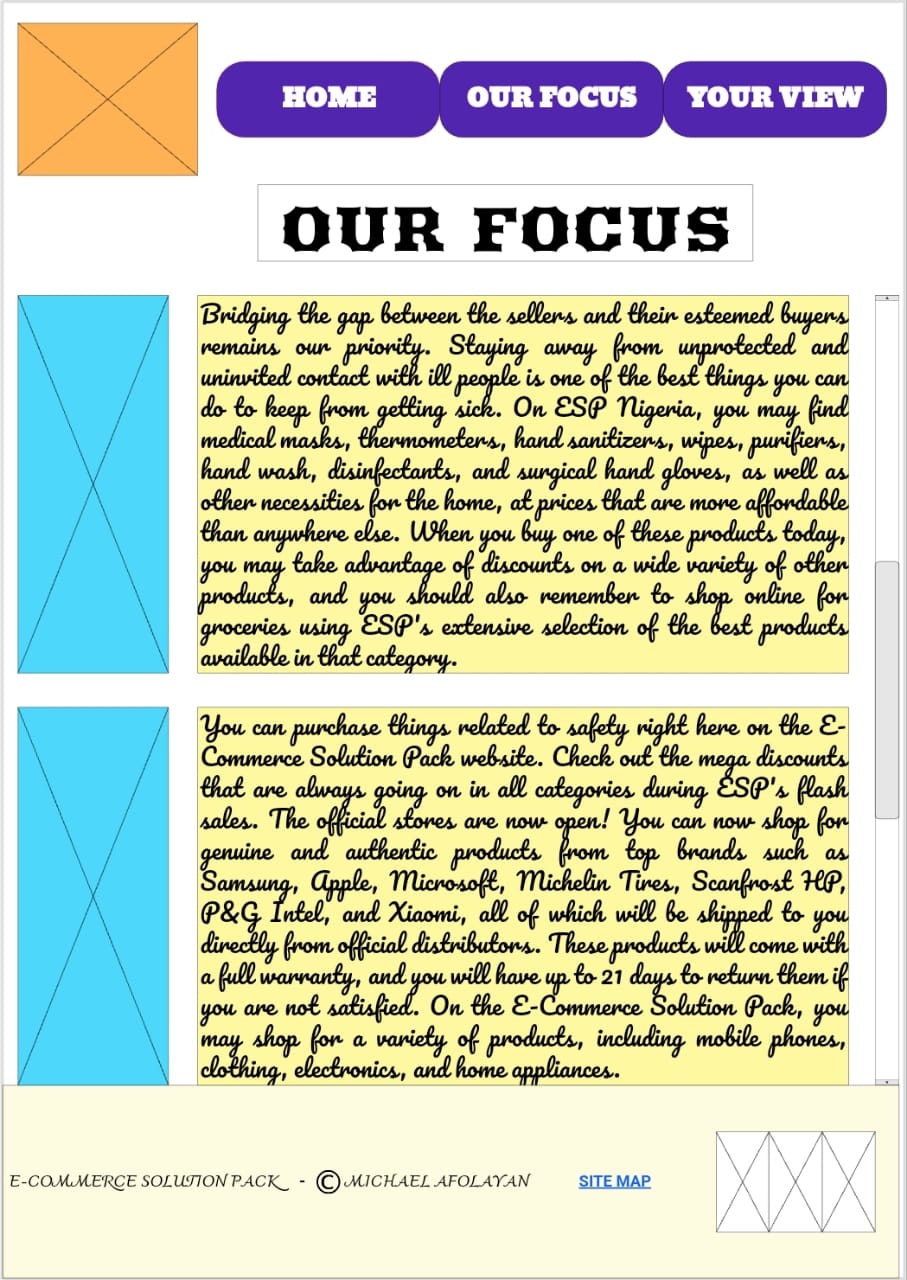 HOME OUR FOCUS YOUR VIEW
OUR FOCUS
Bridging the gap between the sellers and their esteemed buyers
remains our priority. Staying away from unprotected and
uninvited contact with ill people is one of the best things you can
do to keep from getting sick. On ESP Nigeria, you may find
medical masks, thermometers, hand sanitizers, wipes, purifiers,
hand wash, disinfectants, and surgical hand gloves, as well as
other necessities for the home, at prices that are more affordable
than anywhere else. When you buy one of these products today,
you may take advantage of discounts on a wide variety of other
products, and you should also remember to shop online for
groceries using ESP's extensive selection of the best products
available in that category.
You can purchase things related to safety right here on the E-
Commerce Solution Pack website. Check out the mega discounts
that are always going on in all categories during ESP's flash
sales. The official stores are now open! You can now shop for
genuine and authentic products from top brands such as
Samsung, Apple, Microsoft, Michelin Tires, Scanfrost HP,
P&G Intel, and Xiaomi, all of which will be shipped to you
directly from official distributors. These products will come with
a full warranty, and you will have up to 21 days to return them if
you are not satisfied. On the E-Commerce Solution Pack, you
may shop for a variety of products, including mobile phones,
clothing, electronics, and home appliances.
E-COMMERCE SOLUTION PACK - © MICHAEL AFOLAYAN SITE MAP